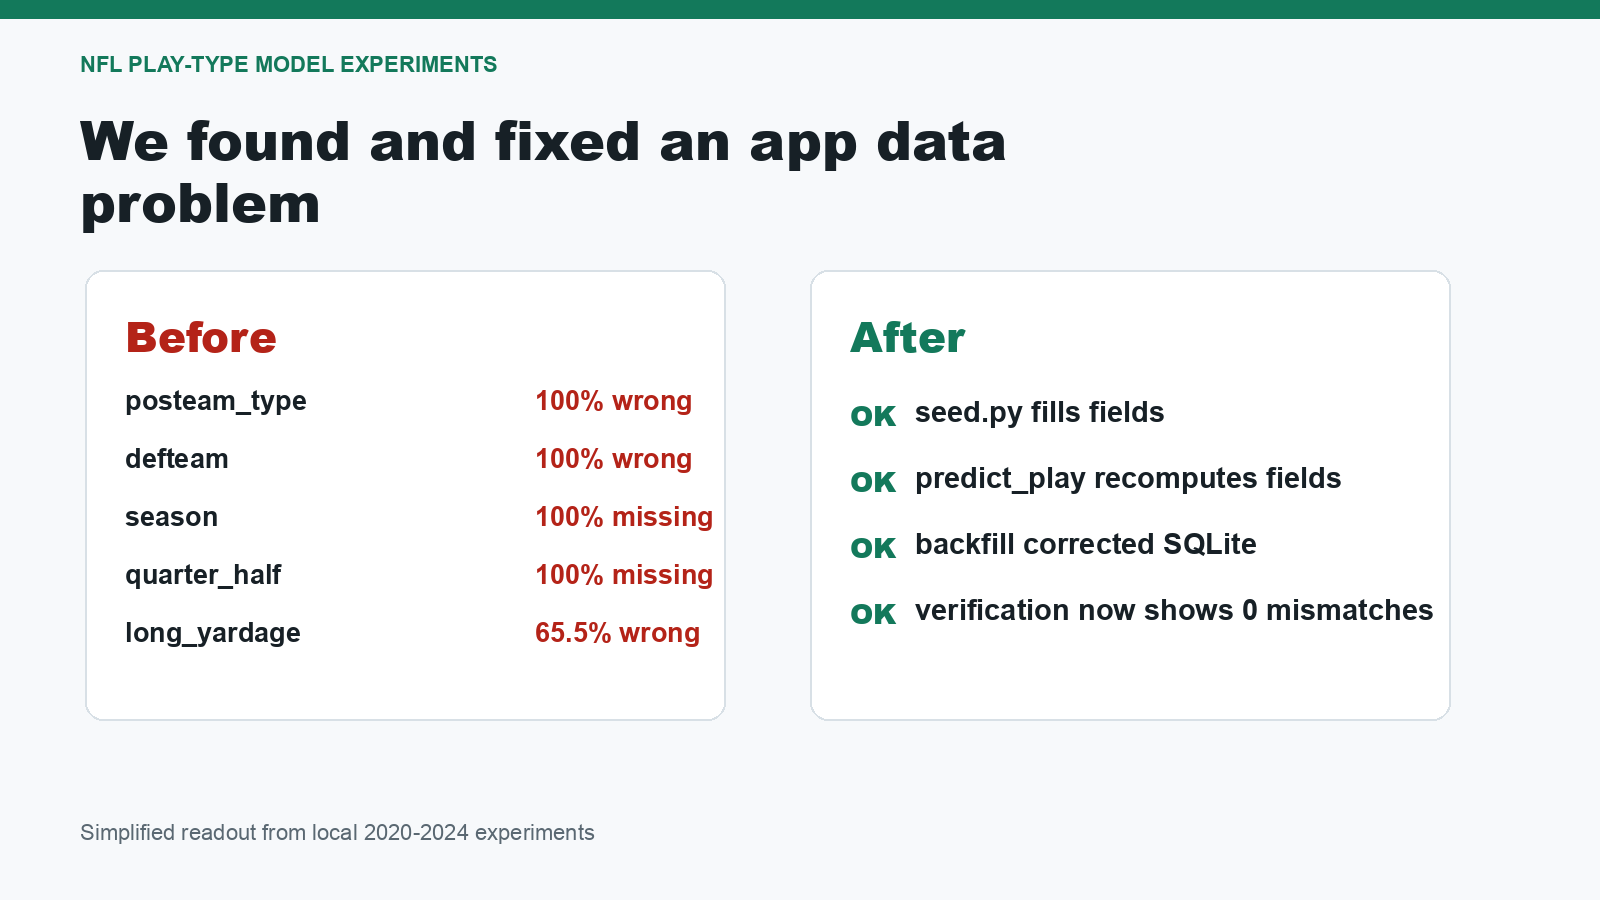 NFL PLAY-TYPE MODEL EXPERIMENTS
We found and fixed an app data
problem
Before
posteam_type 100% wrong
defteam 100% wrong
season 100% missing
quarter_half 100% missing
long_yardage 65.5% wrong
After
OK seed.py fills fields
OK predict_play recomputes fields
OK backfill corrected SQLite
OK verification now shows 0 mismatches
Simplified readout from local 2020-2024 experiments